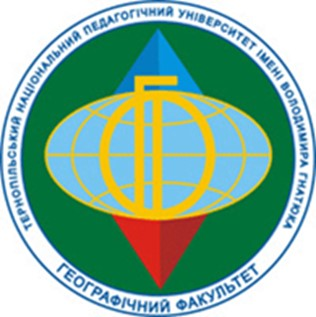 ТЕРНОПІЛЬСЬКИЙ НАЦІОНАЛЬНИЙ ПЕДАГОГІЧНИЙ УНІВЕРСИТЕТ ІМЕНІ ВОЛОДИМИРА ГНАТЮКА
ГЕОГРАФІЧНИЙ ФАКУЛЬТЕТ